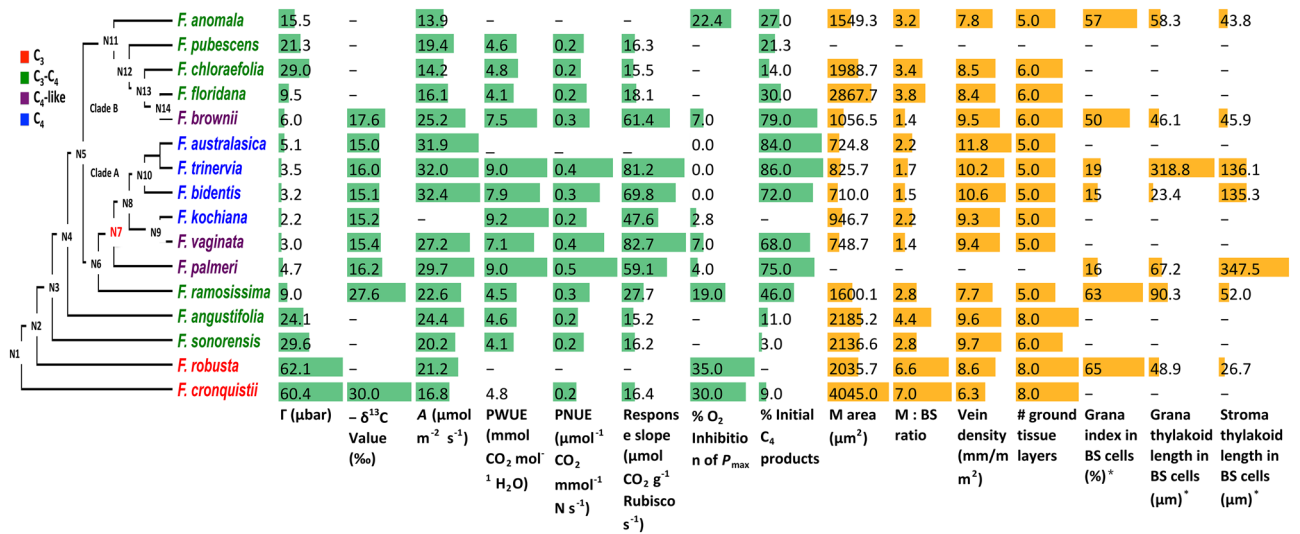 F. anomala 15.5 – 13.9 – – – 22.4 27.0 1549.3 3.2 7.8 5.0 57 58.3 43.8
N11 F. pubescens 21.3 – 19.4 4.6 0.2 16.3 – 21.3 – – – – – – –
C3
N12 F. chloraefolia 29.0 – 14.2 4.8 0.2 15.5 – 14.0 1988.7 3.4 8.5 6.0 – – –
C3-C4
N13 F. floridana 9.5 – 16.1 4.1 0.2 18.1 – 30.0 2867.7 3.8 8.4 6.0 – – –
C4-like
Clade B N14
F. brownii 6.0 17.6 25.2 7.5 0.3 61.4 7.0 79.0 1056.5 1.4 9.5 6.0 50 46.1 45.9
C4
F. australasica 5.1 15.0 31.9 – – – 0.0 84.0 724.8 2.2 11.8 5.0 – – –
N5
Clade A N10 F. trinervia 3.5 16.0 32.0 9.0 0.4 81.2 0.0 86.0 825.7 1.7 10.2 5.0 19 318.8 136.1
F. bidentis 3.2 15.1 32.4 7.9 0.3 69.8 0.0 72.0 710.0 1.5 10.6 5.0 15 23.4 135.3
N8
F. kochiana 2.2 15.2 – 9.2 0.2 47.6 2.8 – 946.7 2.2 9.3 5.0 – – –
N4 N7 N9
F. vaginata 3.0 15.4 27.2 7.1 0.4 82.7 7.0 68.0 748.7 1.4 9.4 5.0 – – –
N6 F. palmeri 4.7 16.2 29.7 9.0 0.5 59.1 4.0 75.0 – – – – 16 67.2 347.5
N3 F. ramosissima 9.0 27.6 22.6 4.5 0.3 27.7 19.0 46.0 1600.1 2.8 7.7 5.0 63 90.3 52.0
F. angustifolia 24.1 – 24.4 4.6 0.2 15.2 – 11.0 2185.2 4.4 9.6 8.0 – – –
N2
F. sonorensis 29.6 – 20.2 4.1 0.2 16.2 – 3.0 2136.6 2.8 9.7 6.0 – – –
N1
F. robusta 62.1 – 21.2 – – – 35.0 – 2035.7 6.6 8.6 8.0 65 48.9 26.7
F. cronquistii 60.4 30.0 16.8 4.8 0.2 16.4 30.0 9.0 4045.0 7.0 6.3 8.0 – – –
Γ (µbar)
– δ13C
Value
(‰)
A (µmol
m-2 s-1)
PWUE
(mmol
CO2 mol-
1 H2O)
PNUE
(µmol-1
CO2
mmol-1
N s-1)
Respons
e slope
(µmol
CO2 g-1
Rubisco
s-1)
% O2
Inhibitio
n of Pmax
% Initial
C4
products
M area
(µm2)
M : BS
ratio
Vein
density
(mm/m
m2)
# ground
tissue
layers
Grana
index in
BS cells
(%)*
Grana
thylakoid
length in
BS cells
(µm)*
Stroma
thylakoid
length in
BS cells
(µm)*